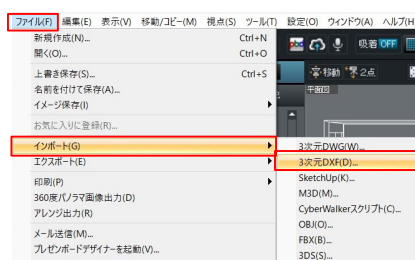 ファイル(F) 編集(E) 表示(V) 移動/コピー(M) 視点(S) ツール(T) 設定(O) ウィンドウ(A) ヘルプ(H
新規作成(N)... Ctrl+N
開く(O)... Ctrl+O
吸着 OFF
上書き保存(S)... Ctrl+S
移動 2点
名前を付けて保存(A)...
平面図
イメージ保存(I)
お気に入りに登録(R)...
インポート(G)
3次元DWG(W)...
エクスポート(E)
3次元DXF(D)...
印刷(P)
SketchUp(K)...
360度パノラマ画像出力(D)
M3D(M)...
アレンジ出力(R)
CyberWalkerスクリプト(C)...
OBJ(O)...
メール送信(M)...
FBX(B)...
プレゼンボードデザイナーを起動(V)...
3DS(S)...